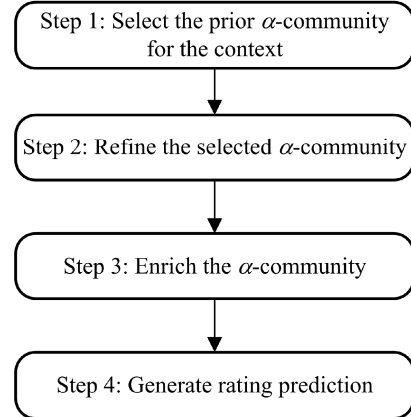 Step 1: Select the prior α-community
for the context
Step 2: Refine the selected α-community
Step 3: Enrich the α-community
Step 4: Generate rating prediction